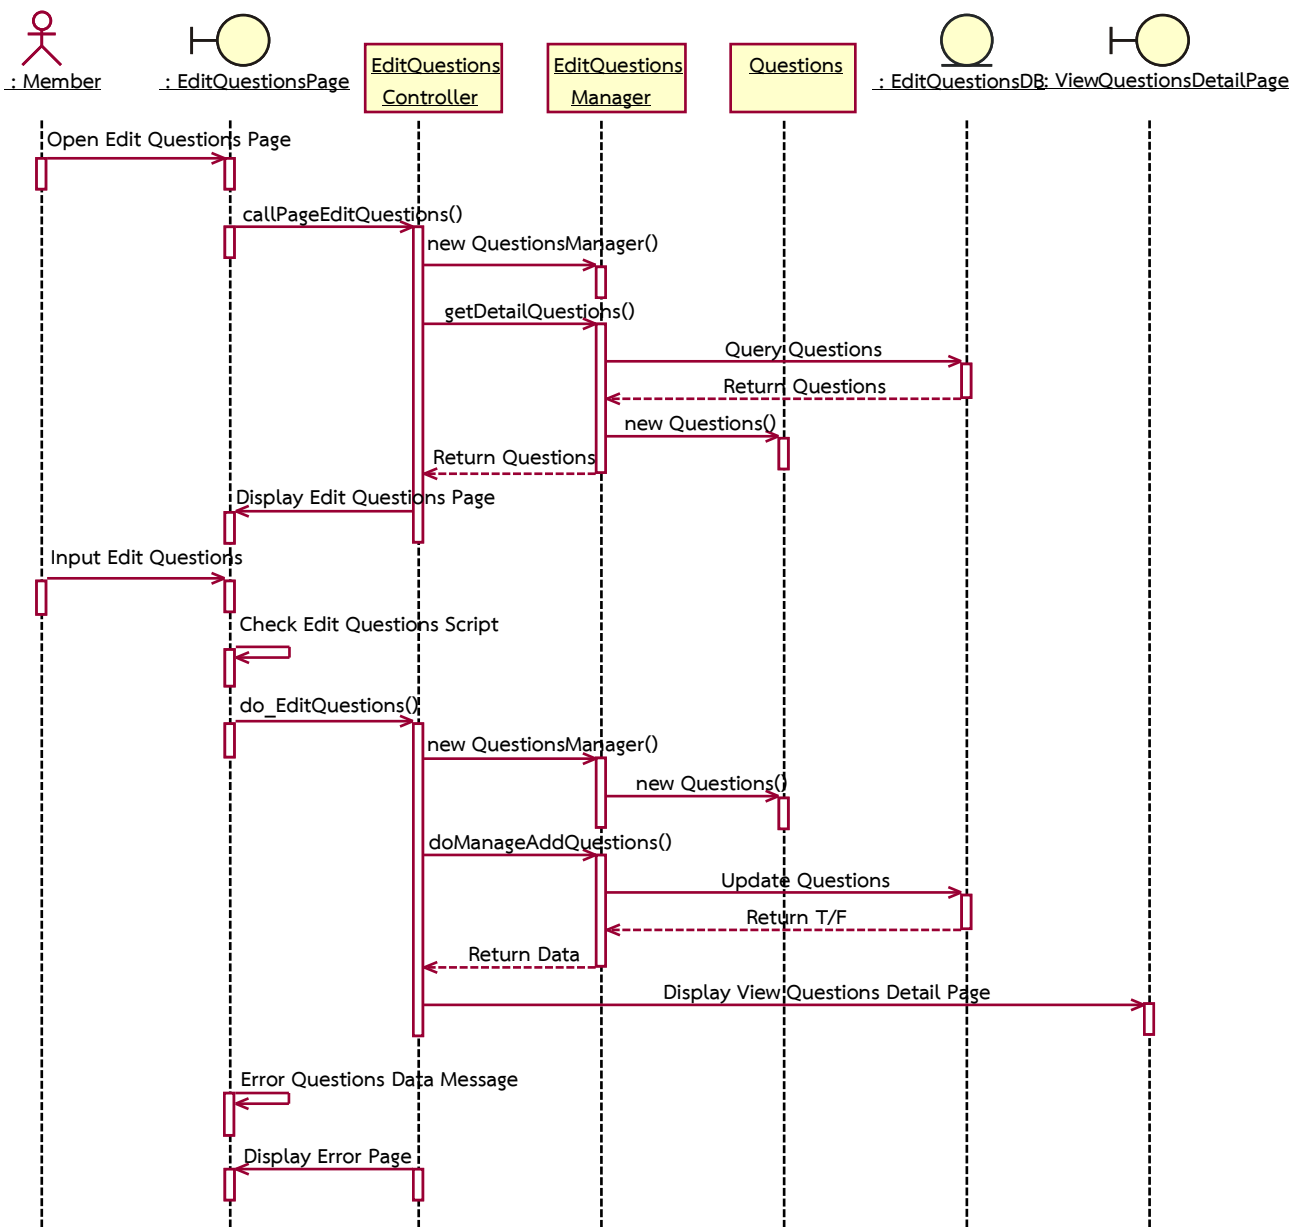 : Member
: EditQuestionsPage
EditQuestions
Controller
EditQuestions
Manager
Questions
: EditQuestionsDB
: ViewQuestionsDetailPage
Open Edit Questions Page
callPageEditQuestions()
new QuestionsManager()
getDetailQuestions()
Query Questions
Return Questions
new Questions()
Return Questions
Display Edit Questions Page
Input Edit Questions
Check Edit Questions Script
do_EditQuestions()
new QuestionsManager()
new Questions()
doManageAddQuestions()
Update Questions
Return T/F
Return Data
Display View Questions Detail Page
Error Questions Data Message
Display Error Page